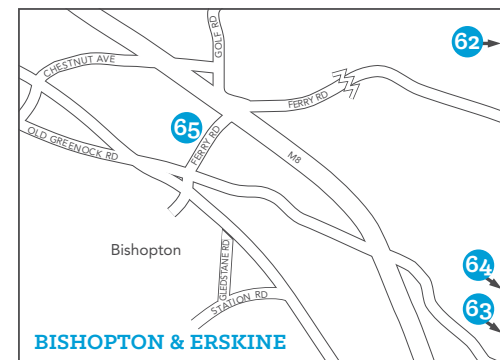 62
GOLF RD
CHESTNUT AVE
FERRY RD
65
FERRY RD
OLD GREENOCK RD
M8
Bishopton
GLEDSTANE RD
64
STATION RD
63
BISHOPTON & ERSKINE